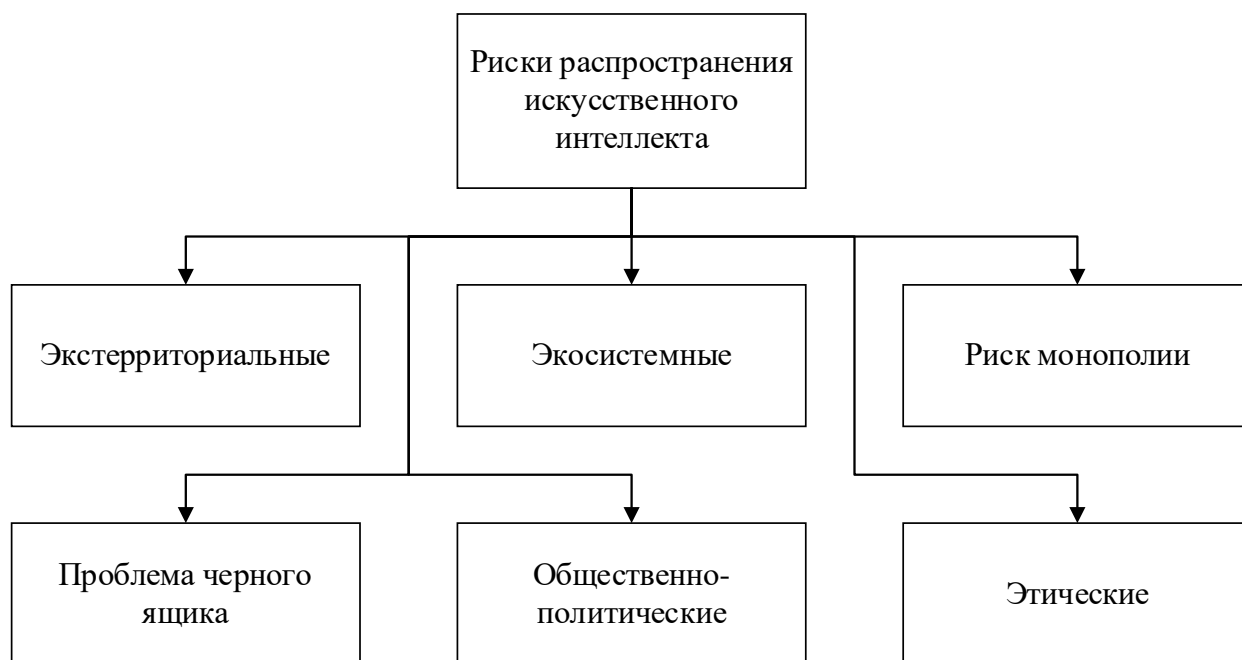 Риски распространения
искусственного
интеллекта
Экстерриториальные
Экосистемные
Риск монополии
Проблема черного
ящика
Общественно-
политические
Этические